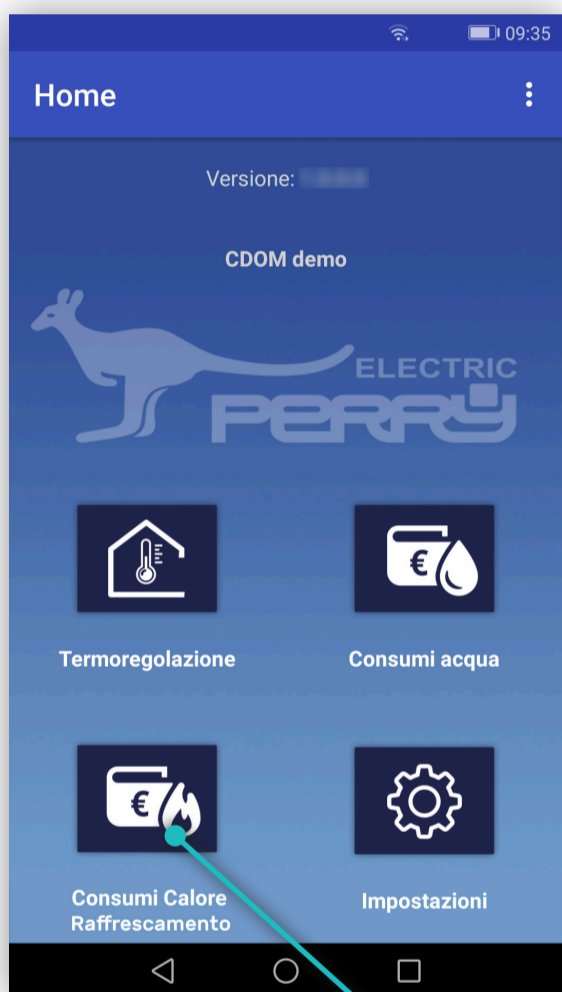 09:35
Home
Versione:
CDOM demo
ELECTRIC
PERRY
€
€
Termoregolazione
Consumi acqua
€
Consumi Calore
Raffrescamento
Impostazioni